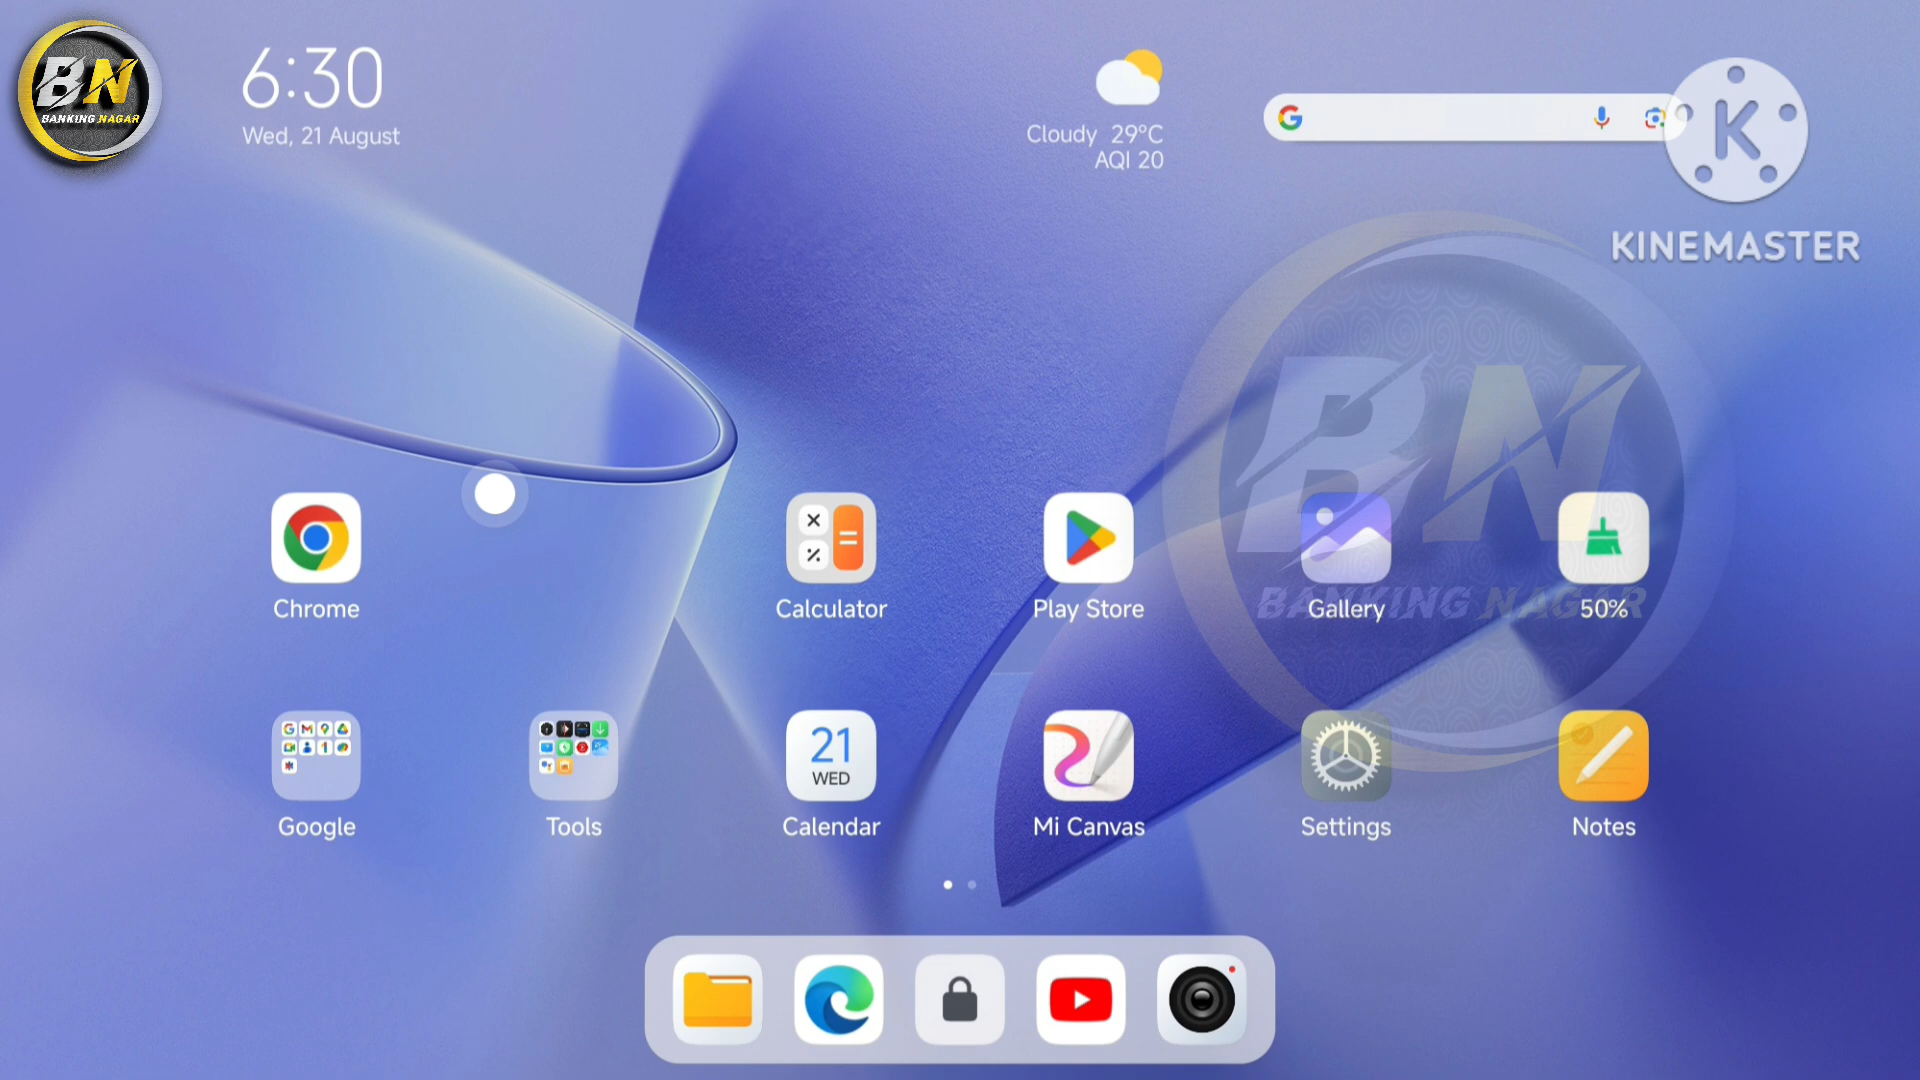 BN
BANKING NAGAR
6:30
Wed, 21 August
Cloudy 29°C
AQI 20
K
KINEMASTER
BN
BANKING NAGAR
Chrome
Calculator
Play Store
Gallery
50%
21
WED
Google
Tools
Calendar
Mi Canvas
Settings
Notes